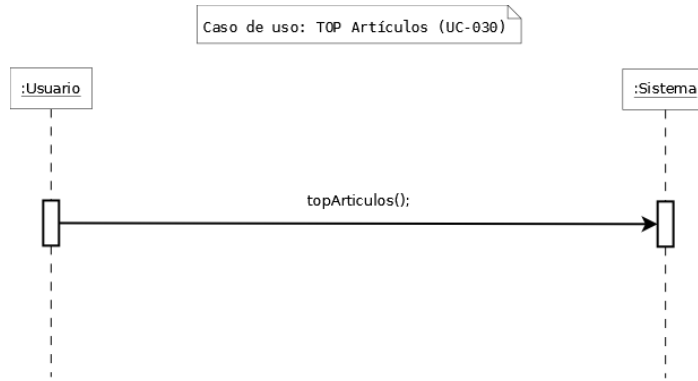 Caso de uso: TOP Artículos (UC-030)
:Usuario
:Sistema
topArticulos();